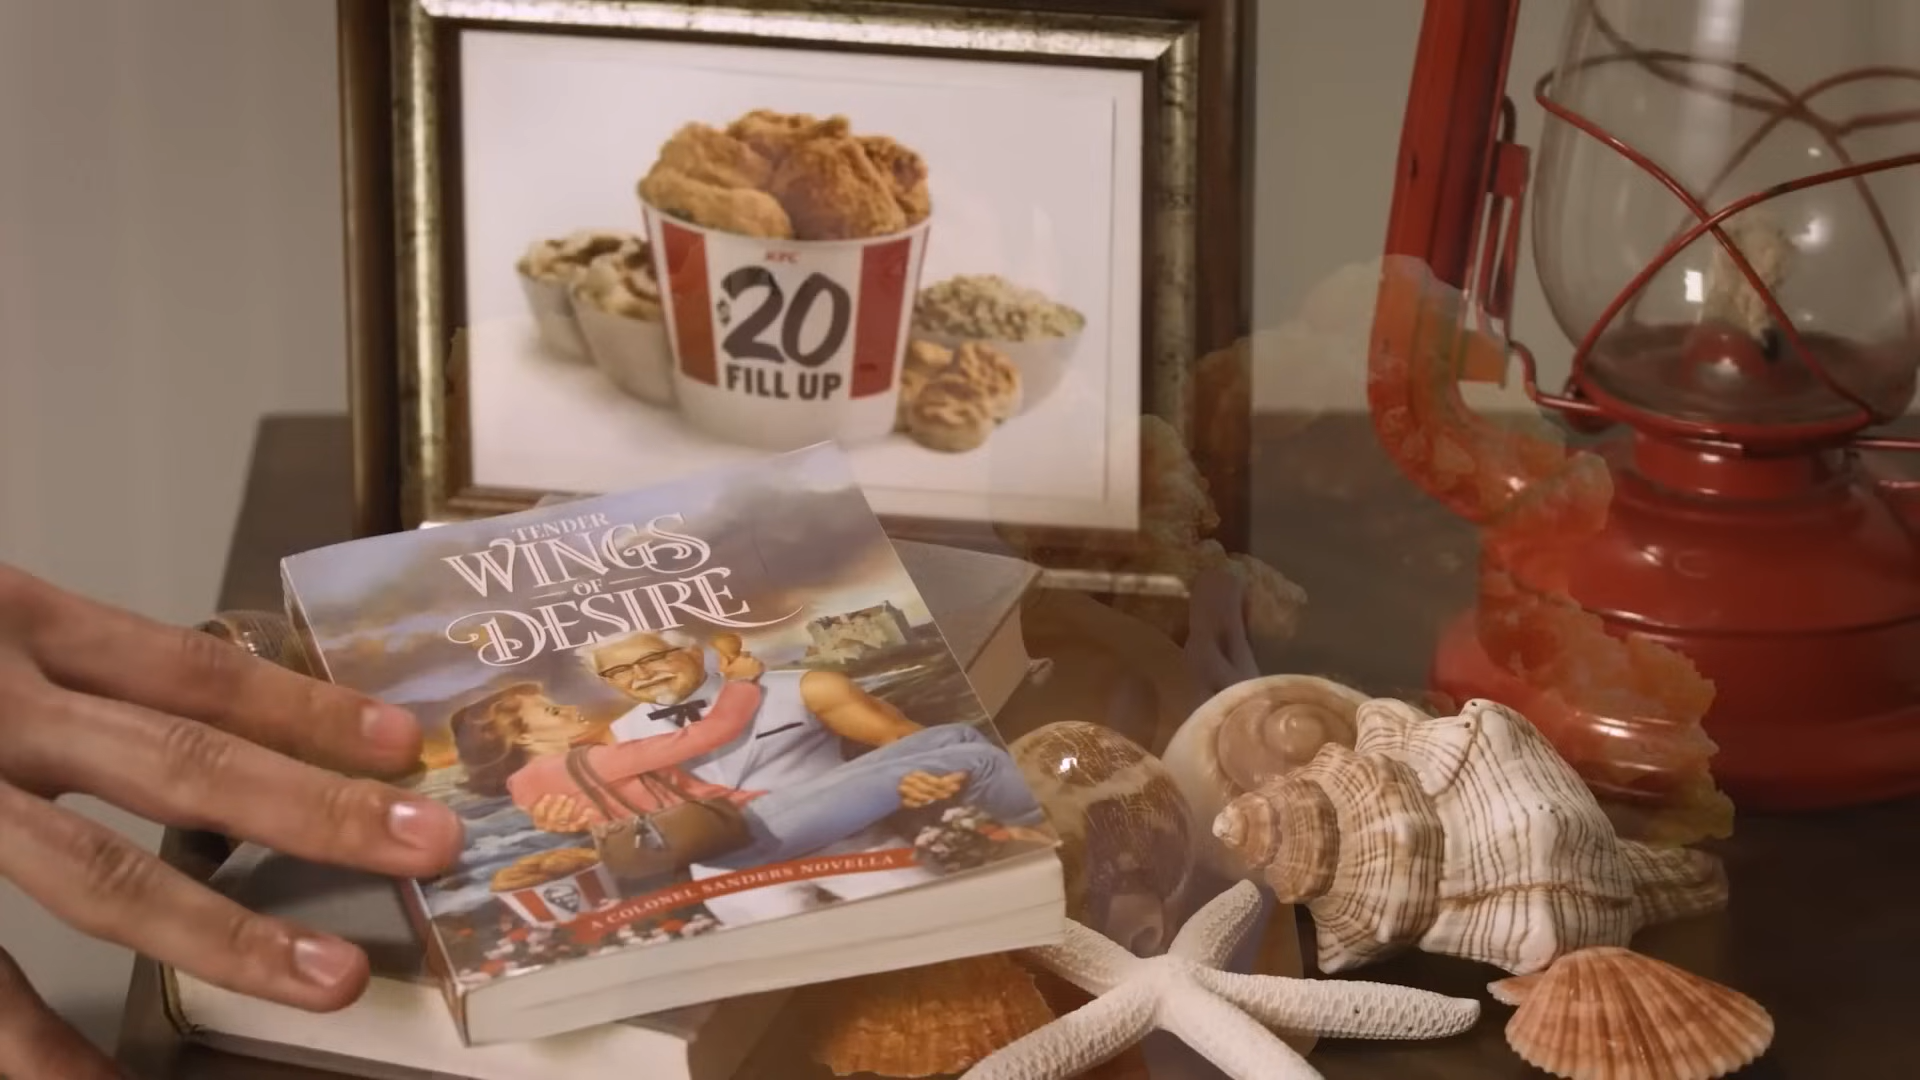 KFC
$20
FILL UP
TENDER
WINGS
OF
DESIRE
A COLONEL SANDERS NOVELLA